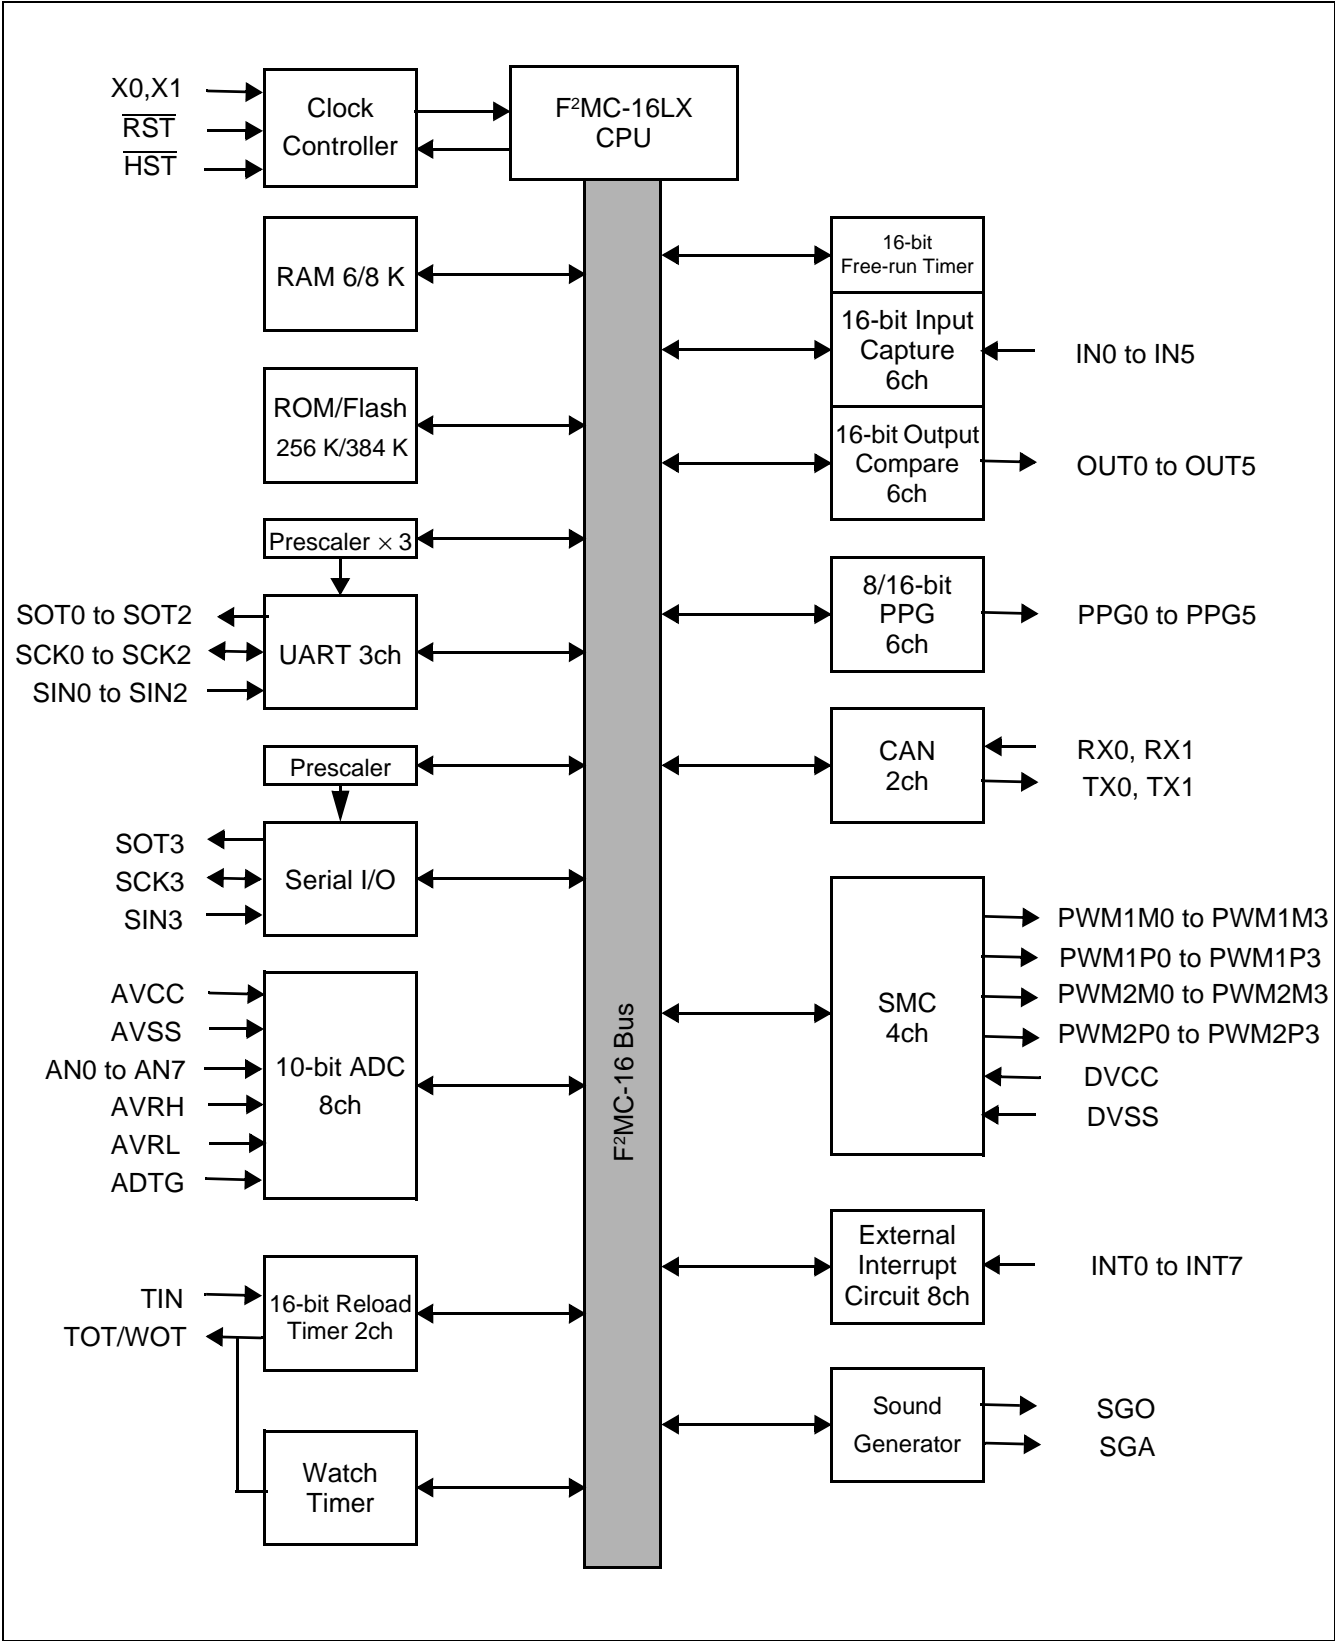 X0,X1
RST
HST
Clock
Controller
F²MC-16LX
CPU
RAM 6/8 K
ROM/Flash
256 K/384 K
Prescaler × 3
SOT0 to SOT2
SCK0 to SCK2
SIN0 to SIN2
UART 3ch
Prescaler
SOT3
SCK3
SIN3
Serial I/O
AVCC
AVSS
AN0 to AN7
AVRH
AVRL
ADTG
10-bit ADC
8ch
TIN
TOT/WOT
16-bit Reload
Timer 2ch
Watch
Timer
F²MC-16 Bus
16-bit
Free-run Timer
16-bit Input
Capture
6ch
IN0 to IN5
16-bit Output
Compare
6ch
OUT0 to OUT5
8/16-bit
PPG
6ch
PPG0 to PPG5
CAN
2ch
RX0, RX1
TX0, TX1
SMC
4ch
PWM1M0 to PWM1M3
PWM1P0 to PWM1P3
PWM2M0 to PWM2M3
PWM2P0 to PWM2P3
DVCC
DVSS
External
Interrupt
Circuit 8ch
INT0 to INT7
Sound
Generator
SGO
SGA